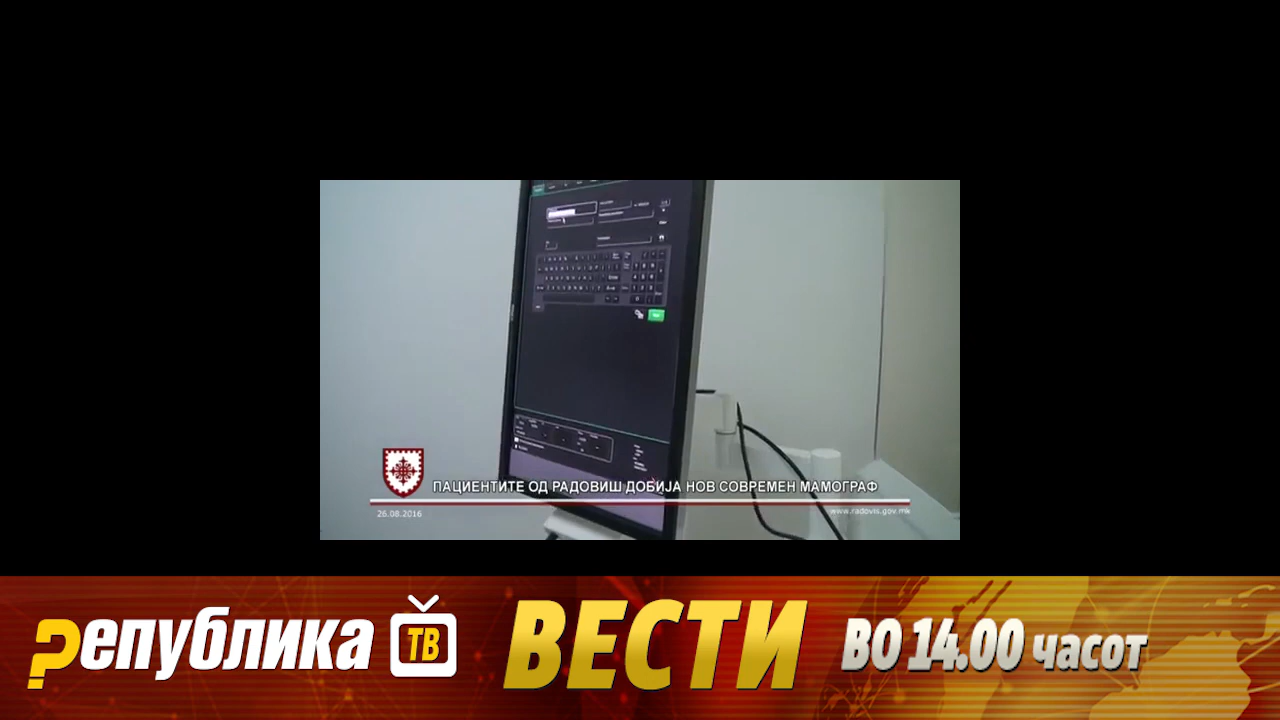 ПАЦИЕНТИТЕ ОД РАДОВИШ ДОБИЈА НОВ СОВРЕМЕН МАМОГРАФ
26.08.2016
www.radovis.gov.mk
Република ТВ
ВЕСТИ
ВО 14.00 часот